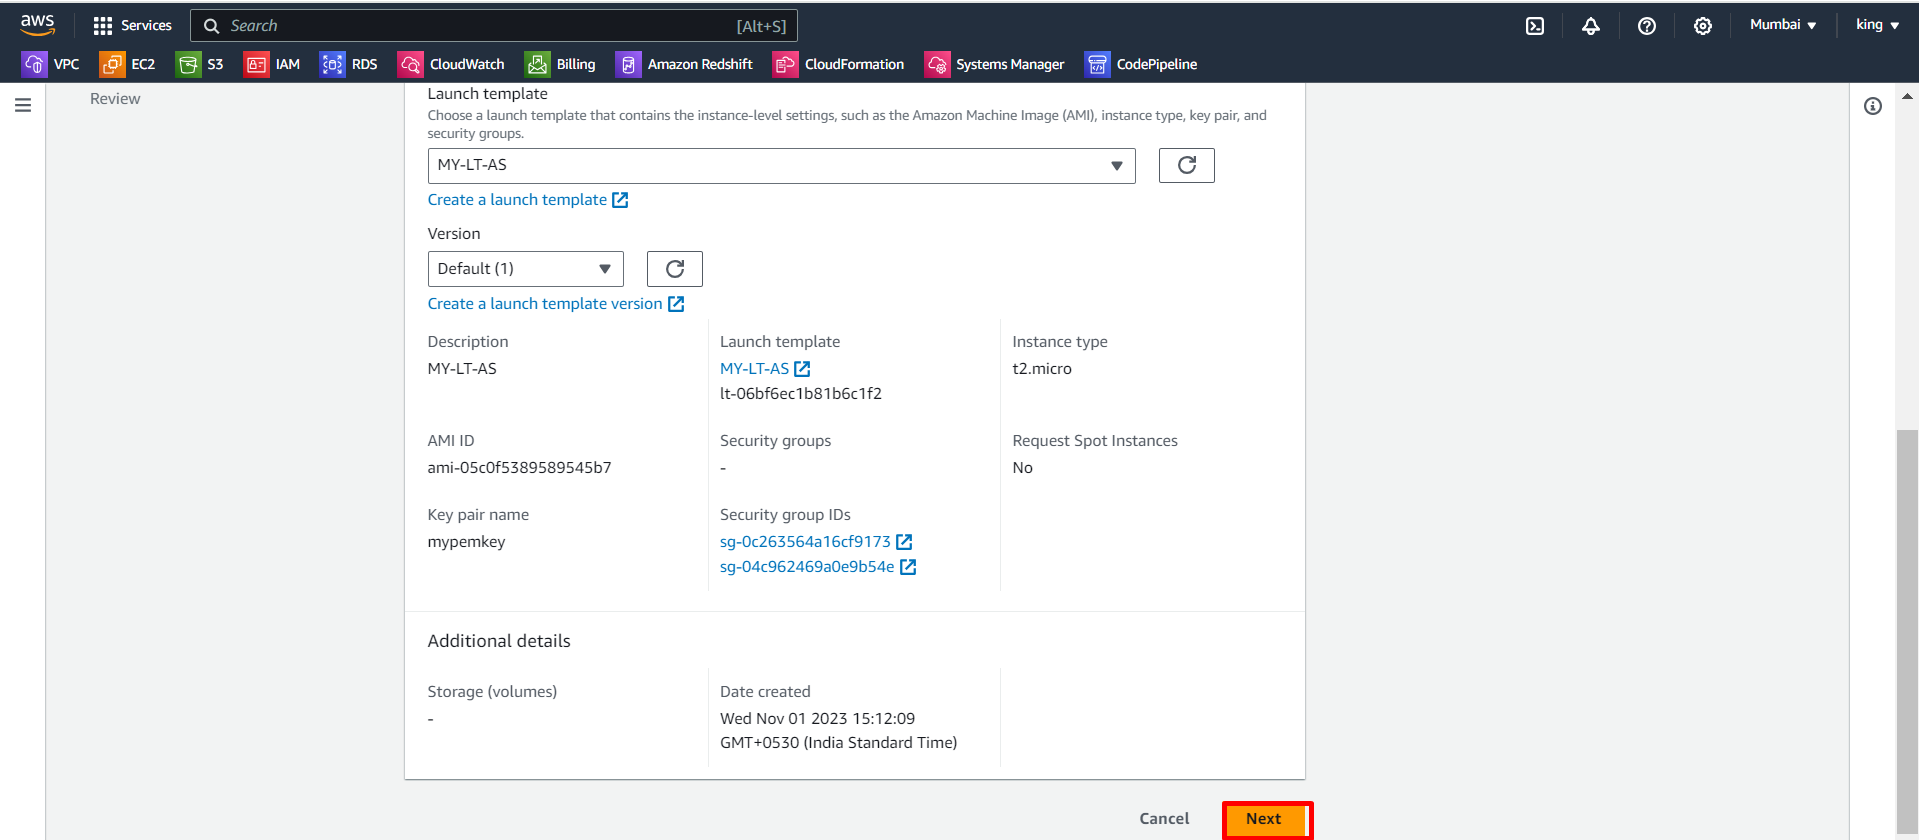 aws
Services
Search
[Alt+S]
Mumbai
king
VPC
EC2
S3
IAM
RDS
CloudWatch
Billing
Amazon Redshift
CloudFormation
Systems Manager
CodePipeline
Review
Launch template
Choose a launch template that contains the instance-level settings, such as the Amazon Machine Image (AMI), instance type, key pair, and
security groups.
MY-LT-AS
Create a launch template
Version
Default (1)
Create a launch template version
Description
MY-LT-AS
Launch template
MY-LT-AS
lt-06bf6ec1b81b6c1f2
Instance type
t2.micro
AMI ID
ami-05c0f5389589545b7
Security groups
-
Request Spot Instances
No
Key pair name
mypemkey
Security group IDs
sg-0c263564a16cf9173
sg-04c962469a0e9b54e
Additional details
Storage (volumes)
-
Date created
Wed Nov 01 2023 15:12:09
GMT+0530 (India Standard Time)
Cancel
Next